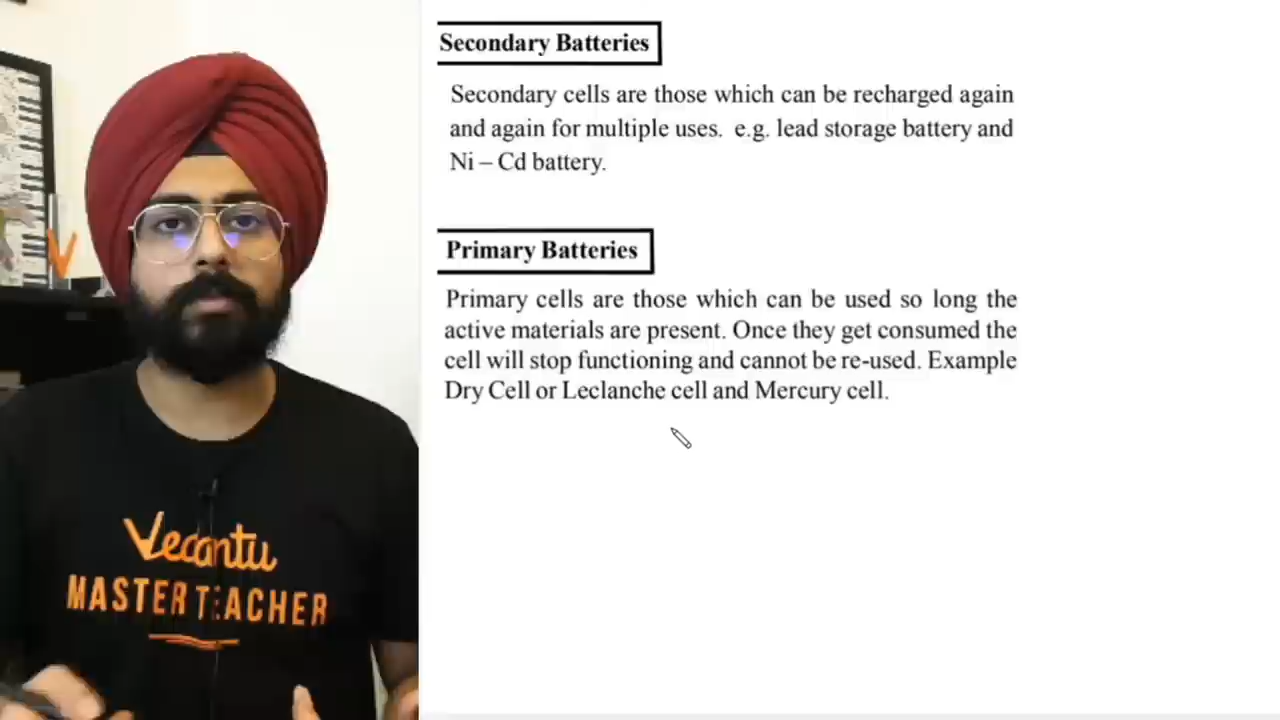 Secondary Batteries
Secondary cells are those which can be recharged again
and again for multiple uses. e.g. lead storage battery and
Ni – Cd battery.
Primary Batteries
Primary cells are those which can be used so long the
active materials are present. Once they get consumed the
cell will stop functioning and cannot be re-used. Example
Dry Cell or Leclanche cell and Mercury cell.
Vedantu
MASTER TEACHER